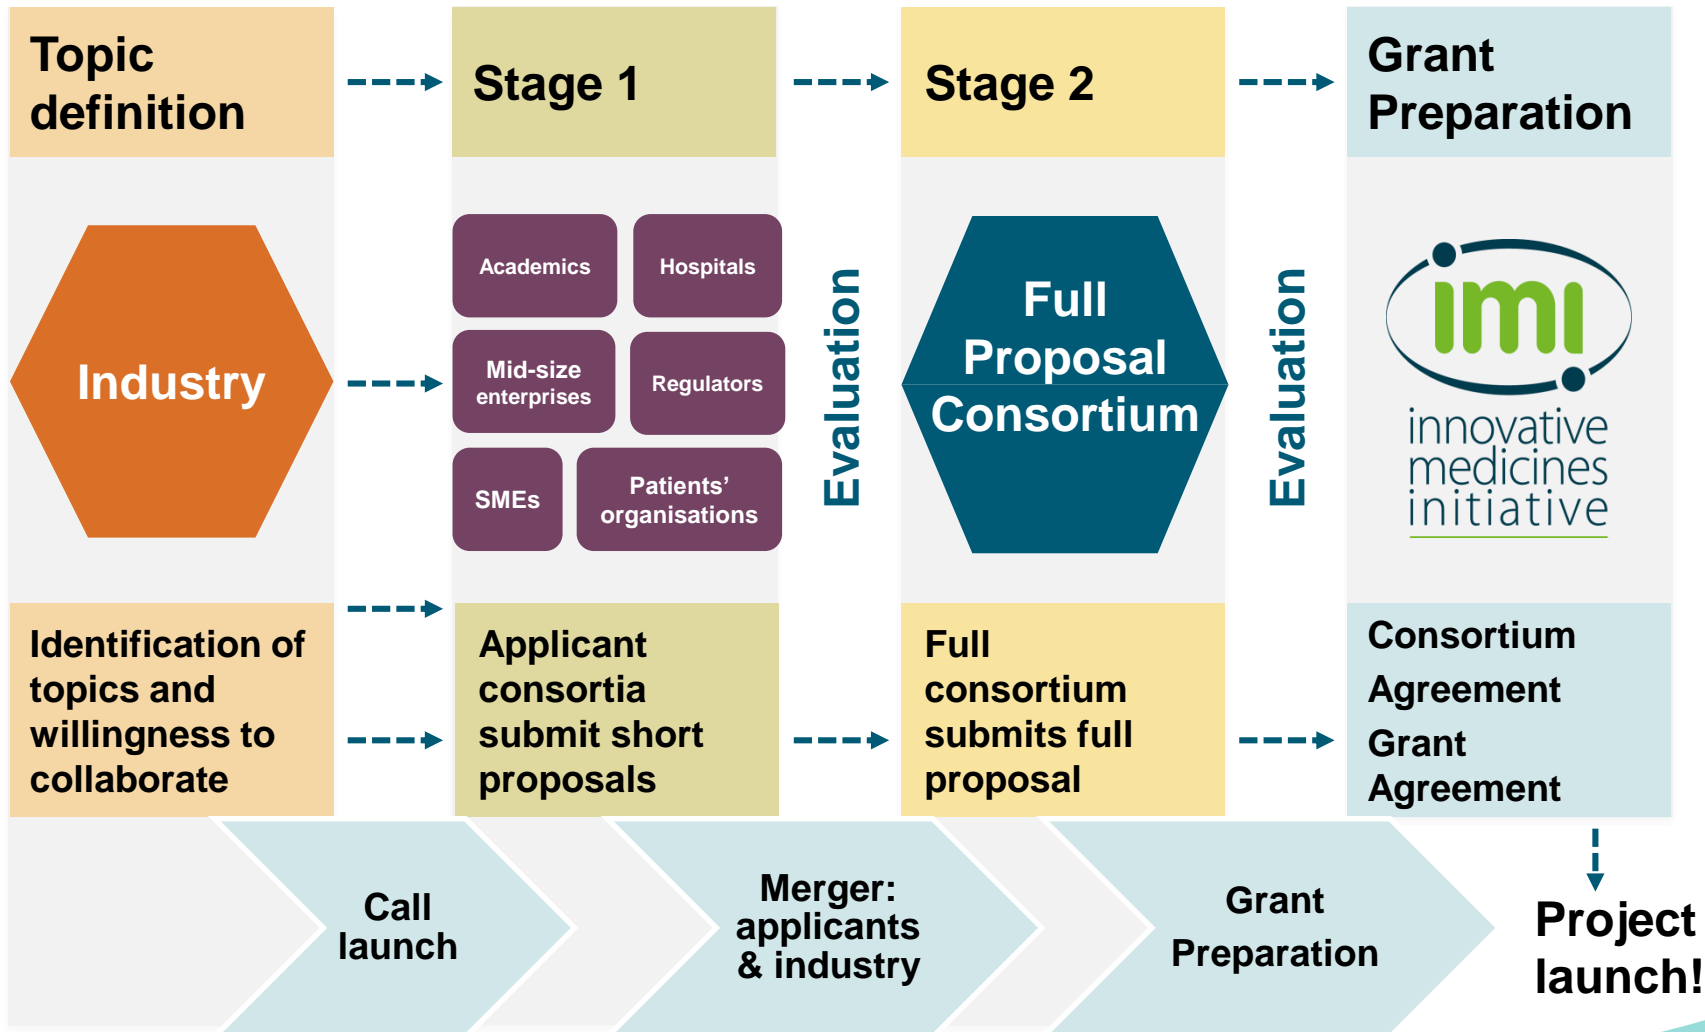 Topic
definition
Stage 1
Stage 2
Grant
Preparation
Industry
Academics
Hospitals
Mid-size
enterprises
Regulators
SMEs
Patients'
organisations
Evaluation
Full
Proposal
Consortium
Evaluation
imi
innovative
medicines
initiative
Identification of
topics and
willingness to
collaborate
Applicant
consortia
submit short
proposals
Full
consortium
submits full
proposal
Consortium
Agreement
Grant
Agreement
Call
launch
Merger:
applicants
& industry
Grant
Preparation
Project
launch!